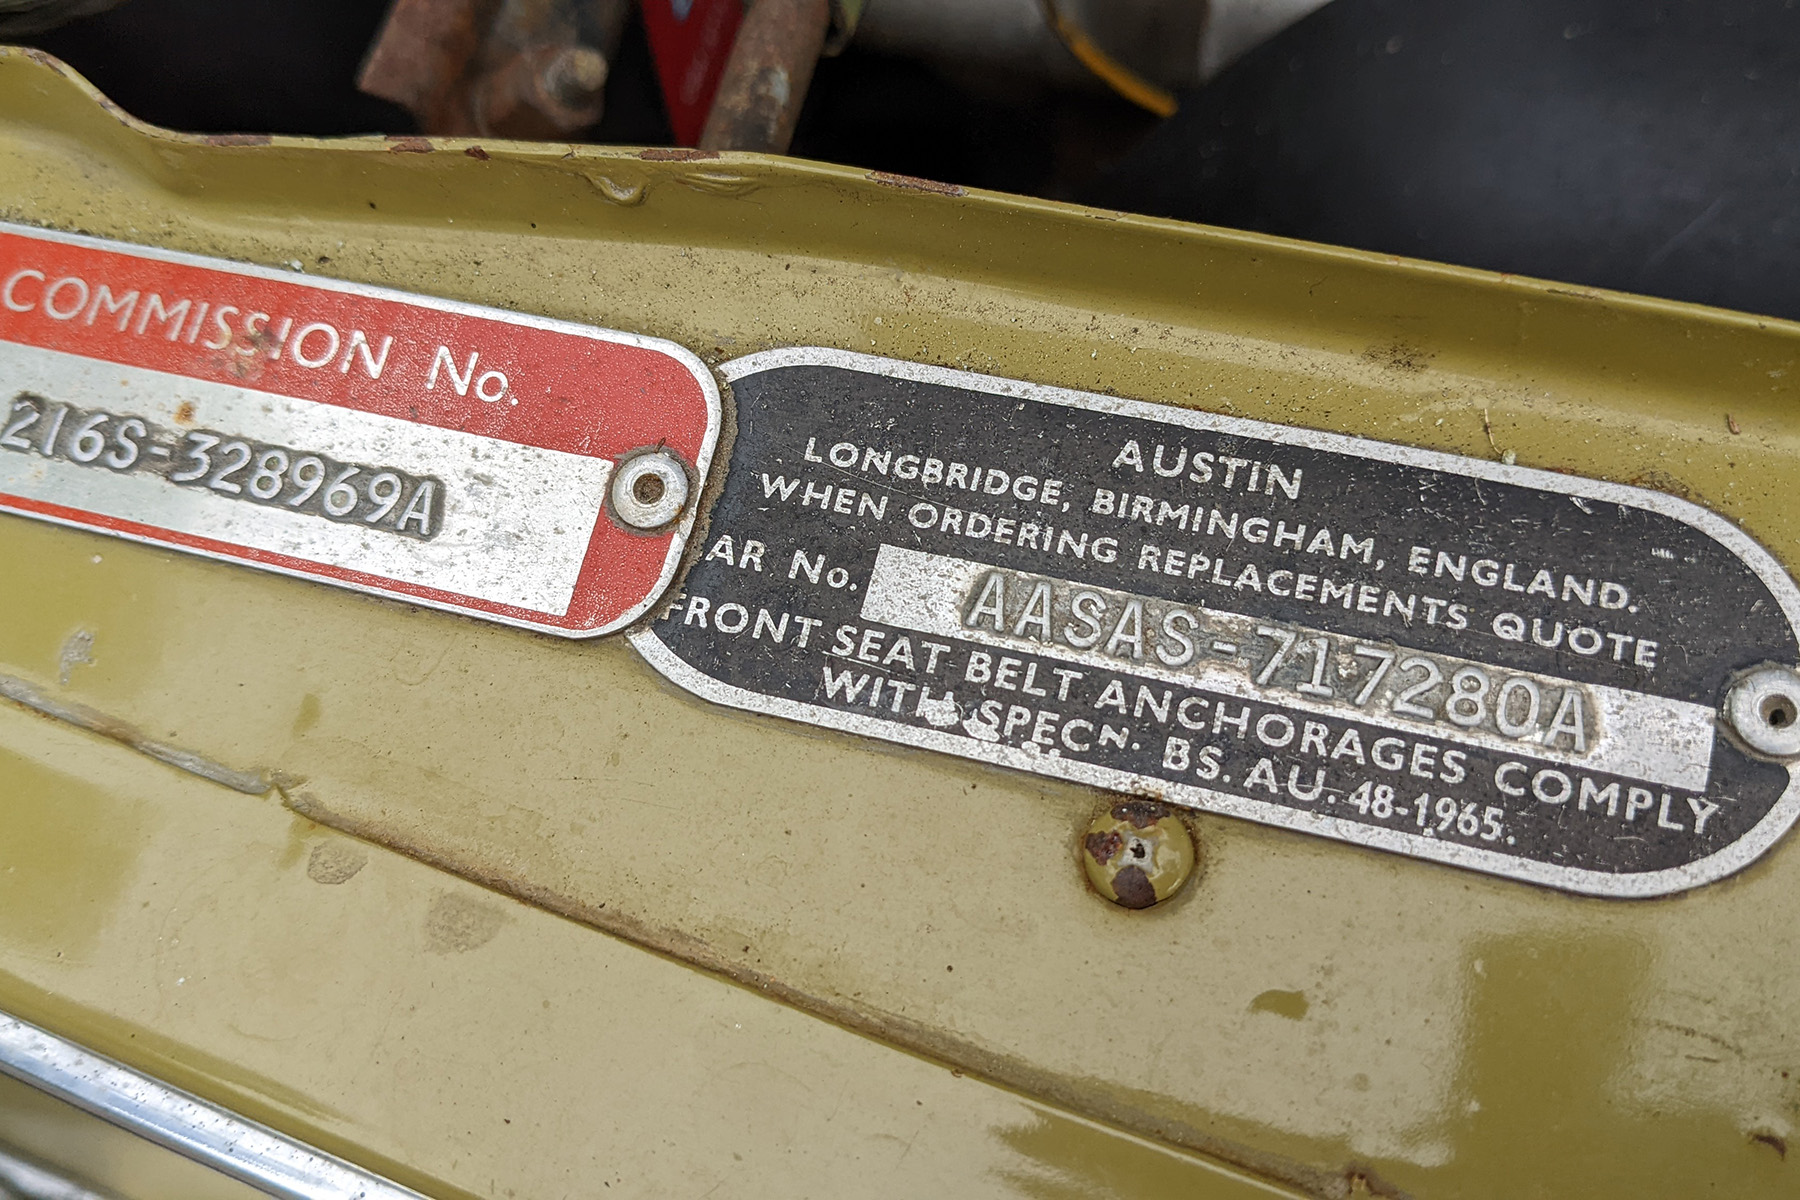 COMMISSION No.
216S-328969A
AUSTIN
LONGBRIDGE, BIRMINGHAM, ENGLAND.
WHEN ORDERING REPLACEMENTS QUOTE
AR No. AASAS-717280A
FRONT SEAT BELT ANCHORAGES COMPLY
WITH SPECN. BS. AU. 48-1965.